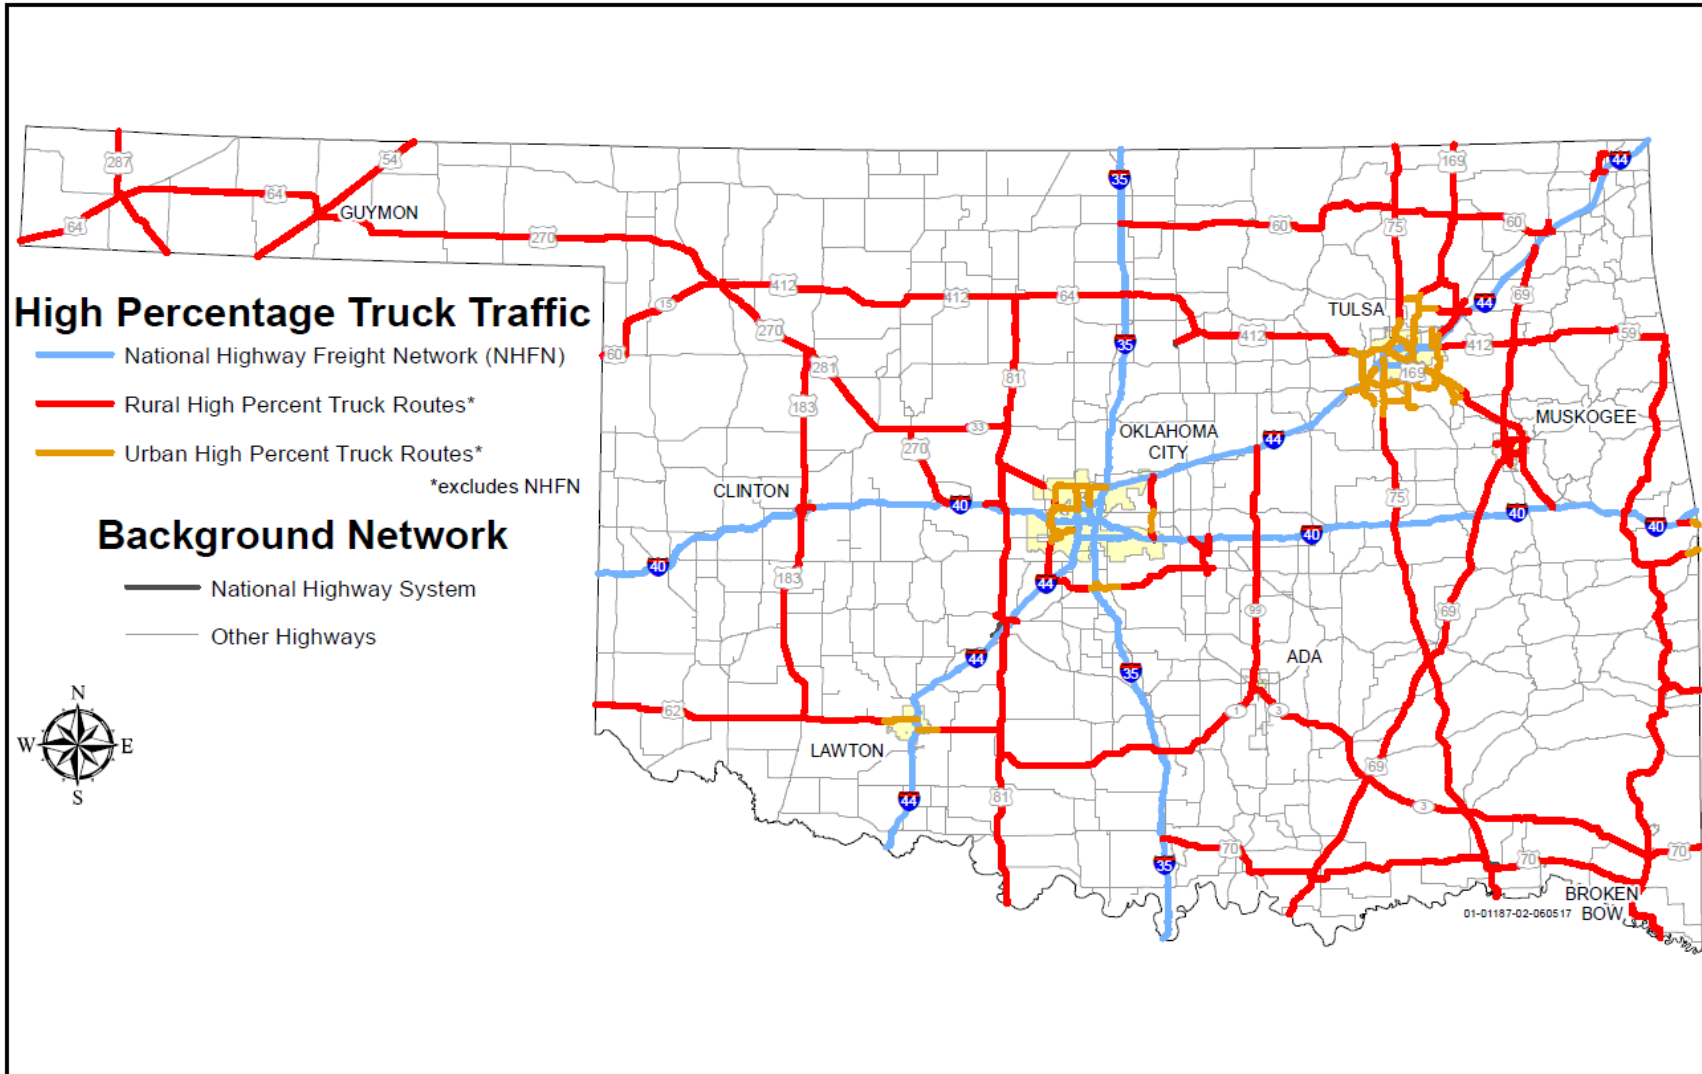 287
54
64
GUYMON
64
270
35
169
44
60
75
60
High Percentage Truck Traffic
National Highway Freight Network (NHFN)
Rural High Percent Truck Routes*
Urban High Percent Truck Routes*
*excludes NHFN
Background Network
National Highway System
Other Highways
N
W
E
S
15
412
412
64
TULSA
44
69
270
60
35
412
412
59
281
81
169
183
MUSKOGEE
33
OKLAHOMA
CITY
44
270
CLINTON
40
75
40
40
40
40
183
44
99
69
44
35
ADA
62
1
3
LAWTON
69
44
81
3
35
70
70
70
BROKEN
BOW
01-01187-02-060517